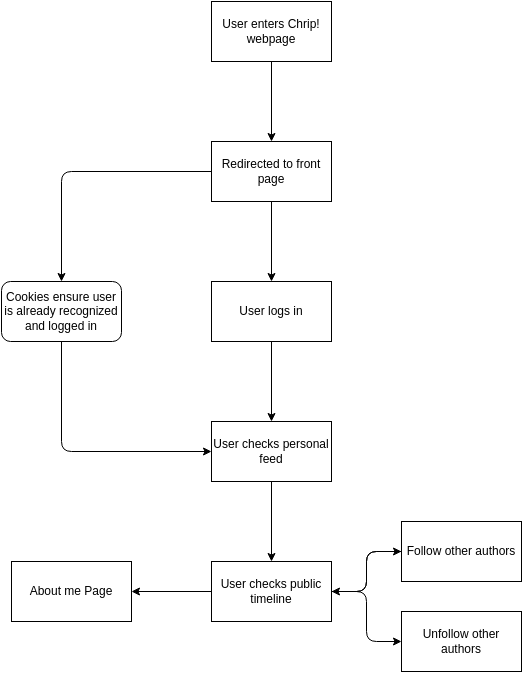 User enters Chrip!
webpage
Redirected to front
page
Cookies ensure user
is already recognized
and logged in
User logs in
User checks personal
feed
Follow other authors
About me Page
User checks public
timeline
Unfollow other
authors